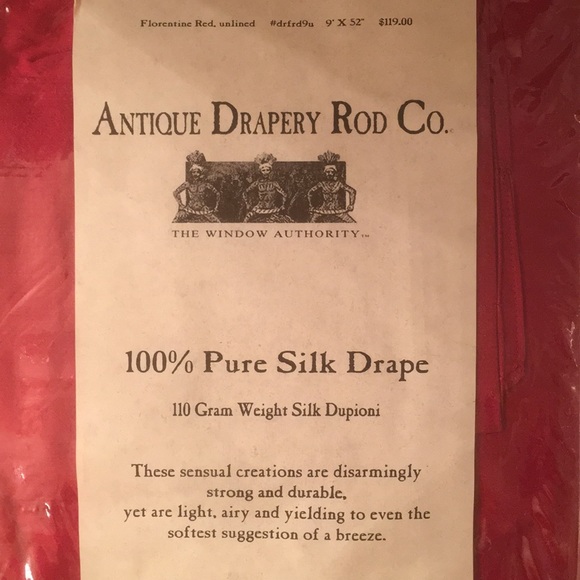 Florentine Red, unlined #drfrd9u 9' X 52" $119.00
ANTIQUE DRAPERY ROD CO.
THE WINDOW AUTHORITY™
100% Pure Silk Drape
110 Gram Weight Silk Dupioni
These sensual creations are disarmingly
strong and durable,
yet are light, airy and yielding to even the
softest suggestion of a breeze.